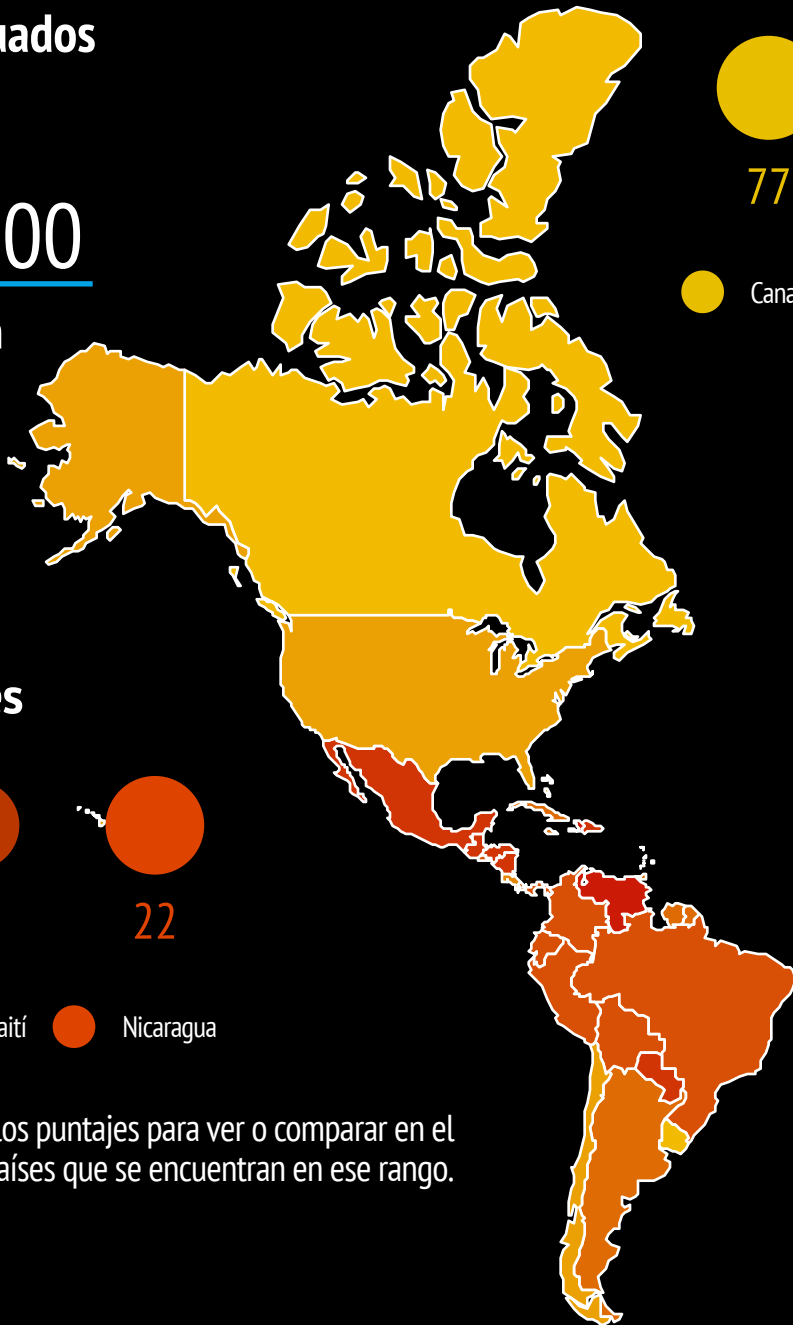 uados
00
77
Cana
es
22
aití
Nicaragua
los puntajes para ver o comparar en el
aíses que se encuentran en ese rango.